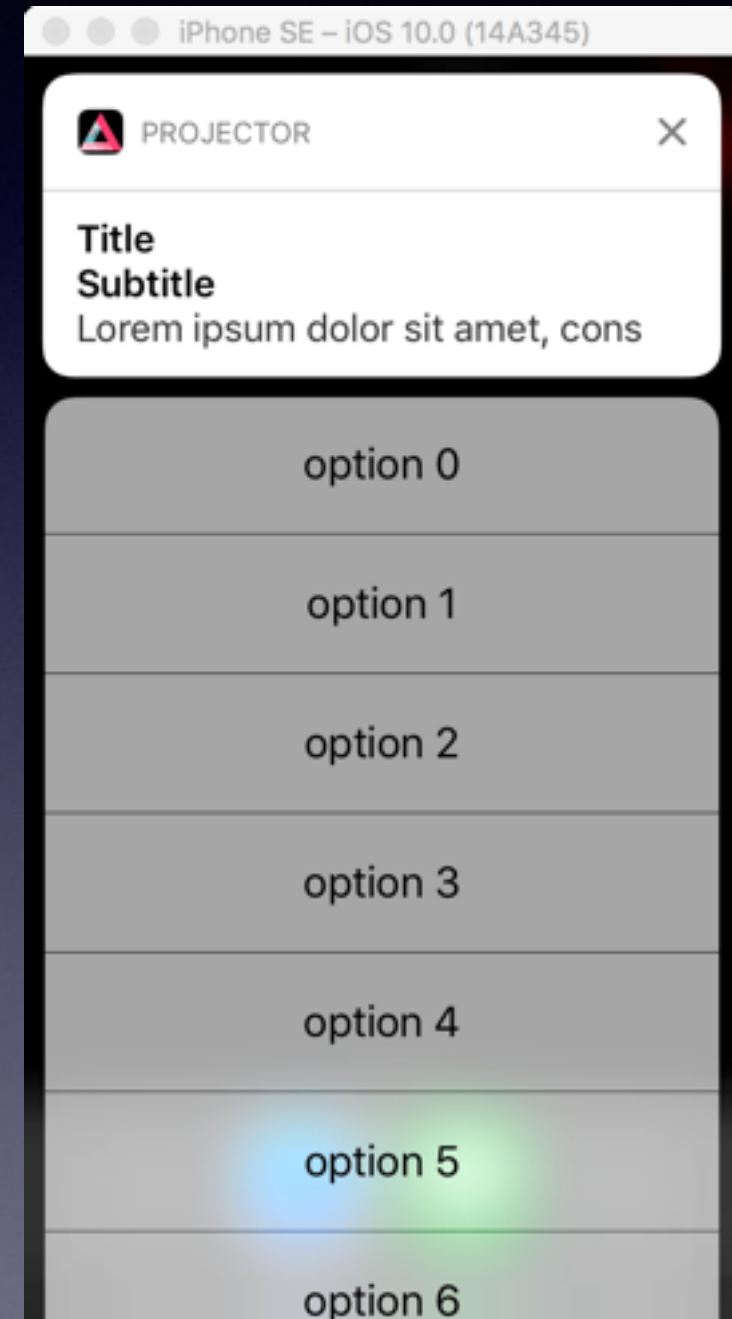 iPhone SE – iOS 10.0 (14A345)
PROJECTOR
Title
Subtitle
Lorem ipsum dolor sit amet, cons
option 0
option 1
option 2
option 3
option 4
option 5
option 6